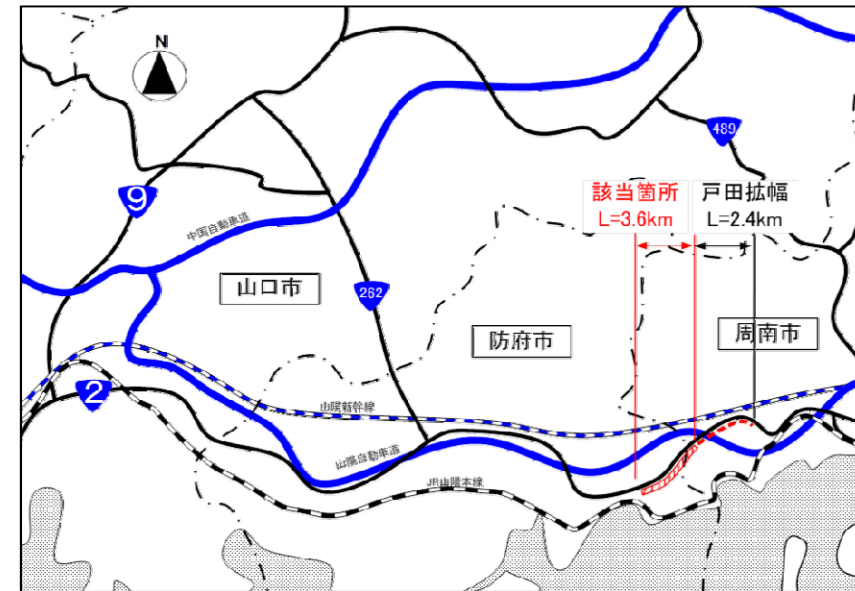 N
489
該当箇所
L=3.6km
戸田拡幅
L=2.4km
9
中国自動車道
山口市
262
防府市
周南市
山陽新幹線
2
山陽自動車道
JR山陽本線